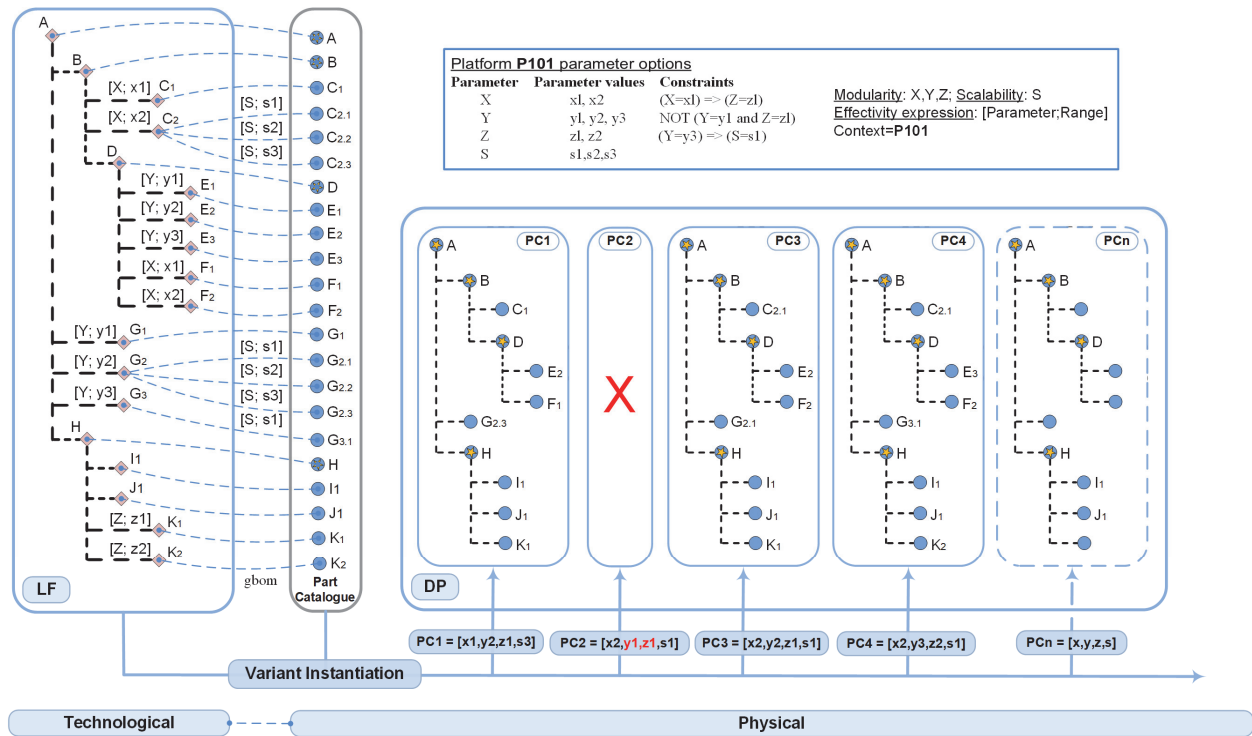 A
B
[X; x1] C1
[X; x2] C2
D
[Y; y1] E1
[Y; y2] E2
[Y; y3] E3
[X; x1] F1
[X; x2] F2
[Y; y1] G1
[Y; y2] G2
[Y; y3] G3
H
I1
J1
[Z; z1] K1
[Z; z2] K2
LF
[S; s1]
[S; s2]
[S; s3]
[S; s1]
[S; s2]
[S; s3]
[S; s1]
gbom
A
B
C1
C2.1
C2.2
C2.3
D
E1
E2
E3
F1
F2
G1
G2.1
G2.2
G2.3
G3.1
H
I1
J1
K1
K2
Part
Catalogue
Platform P101 parameter options
Parameter Parameter values Constraints
X xl, x2 (X=xl) => (Z=zl)
Y yl, y2, y3 NOT (Y=y1 and Z=zl)
Z zl, z2 (Y=y3) => (S=s1)
S s1,s2,s3
Modularity: X,Y,Z; Scalability: S
Effectivity expression: [Parameter;Range]
Context=P101
PC1
A
B
C1
D
E2
F1
G2.3
H
I1
J1
K1
PC2
X
PC3
A
B
C2.1
D
E2
F2
G2.1
H
I1
J1
K1
PC4
A
B
C2.1
D
E3
F2
G3.1
H
I1
J1
K2
PCn
A
B
D
H
I1
J1
DP
PC1 = [x1,y2,z1,s3]
PC2 = [x2,y1,z1,s1]
PC3 = [x2,y2,z1,s1]
PC4 = [x2,y3,z2,s1]
PCn = [x,y,z,s]
Variant Instantiation
Technological
Physical